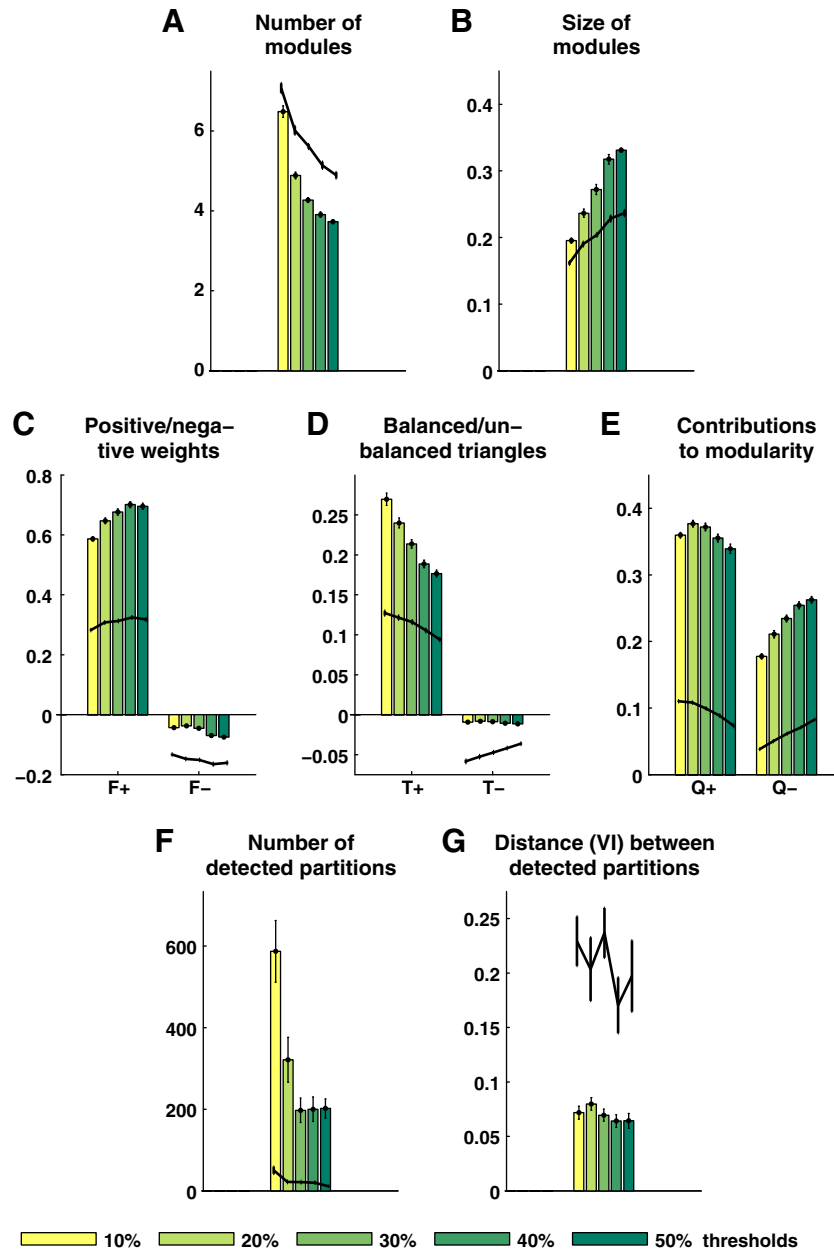 A Number of
modules
6
4
2
0
B Size of
modules
0.4
0.3
0.2
0.1
0
C Positive/nega−
tive weights
0.8
0.6
0.4
0.2
0
−0.2
F+ F−
D Balanced/un−
balanced triangles
0.25
0.2
0.15
0.1
0.05
0
−0.05
T+ T−
E Contributions
to modularity
0.4
0.3
0.2
0.1
0
Q+ Q−
F Number of
detected partitions
600
400
200
0
G Distance (VI) between
detected partitions
0.25
0.2
0.15
0.1
0.05
0
10% 20% 30% 40% 50% thresholds